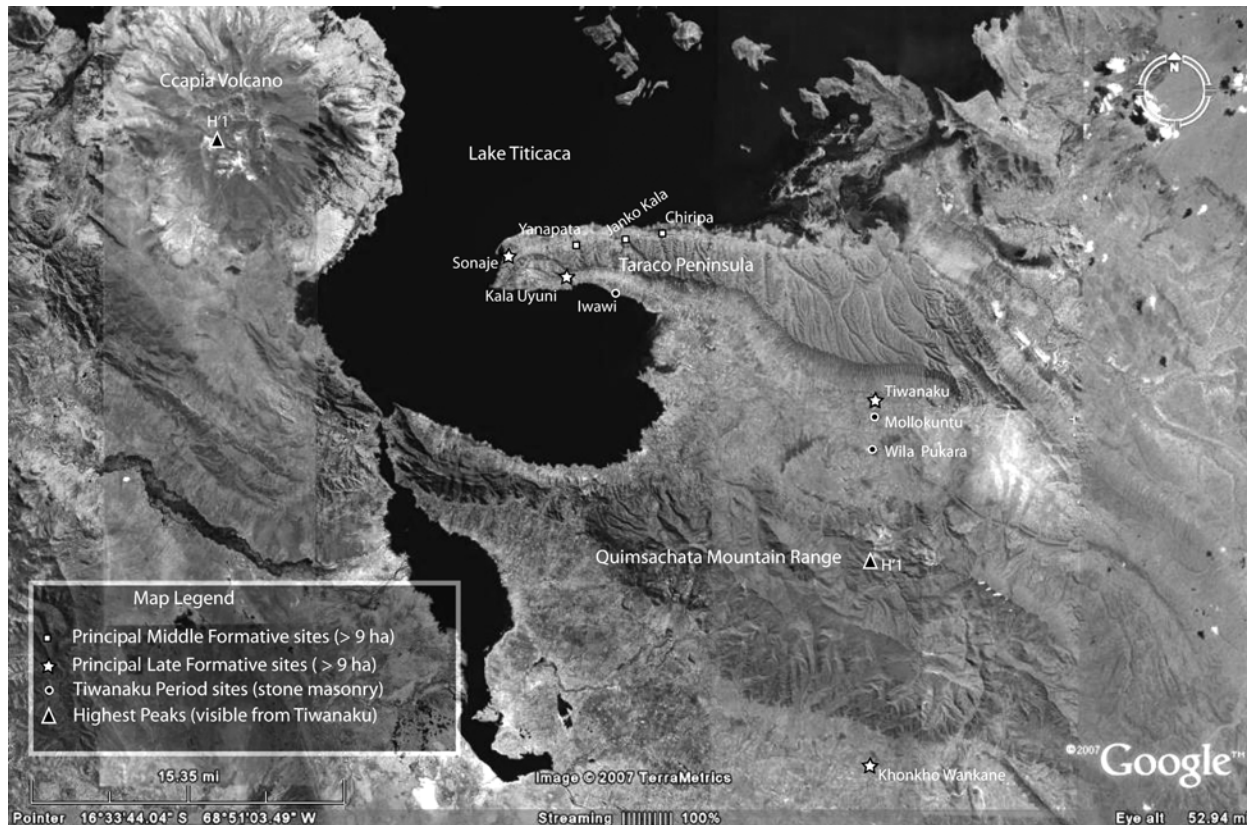 Ccapia Volcano
H'1
N
Lake Titicaca
Yanapata
Janko Kala
Chiripa
Sonaje
Taraco Peninsula
Kala Uyuni
Iwawi
Tiwanaku
Mollokuntu
Wila Pukara
Quimsachata Mountain Range
H'1
Map Legend
Principal Middle Formative sites (> 9 ha)
Principal Late Formative sites ( > 9 ha)
Tiwanaku Period sites (stone masonry)
Highest Peaks (visible from Tiwanaku)
Khonkho Wankane
©2007 Google™
15.35 mi
Image © 2007 TerraMetrics
Pointer 16°33'44.04" S 68°51'03.49" W Streaming 100% Eye alt 52.94 m